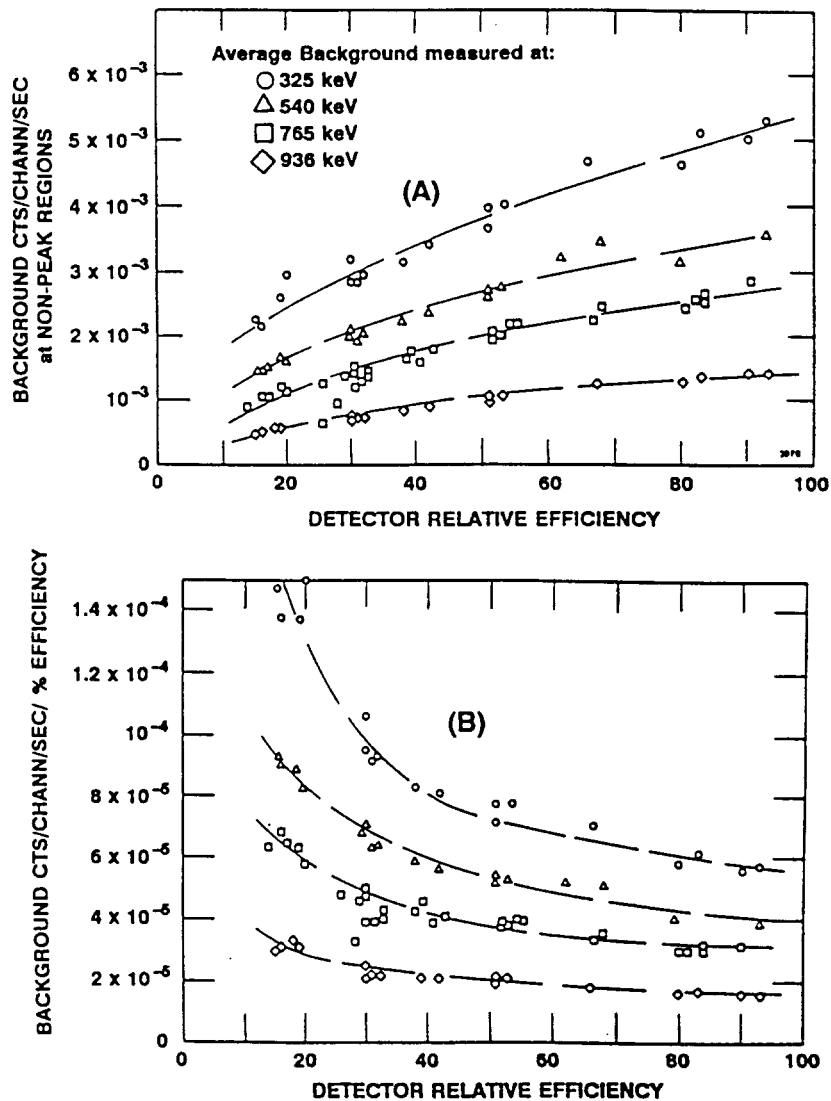 Average Background measured at:
325 keV
540 keV
765 keV
936 keV
(A)
BACKGROUND CTS/CHANN/SEC
at NON-PEAK REGIONS
6 x 10⁻³
5 x 10⁻³
4 x 10⁻³
3 x 10⁻³
2 x 10⁻³
1 x 10⁻³
0
0 20 40 60 80 100
DETECTOR RELATIVE EFFICIENCY
(B)
BACKGROUND CTS/CHANN/SEC/ % EFFICIENCY
1.4 x 10⁻⁴
1.2 x 10⁻⁴
10⁻⁴
8 x 10⁻⁵
6 x 10⁻⁵
4 x 10⁻⁵
2 x 10⁻⁵
0 20 40 60 80 100
DETECTOR RELATIVE EFFICIENCY